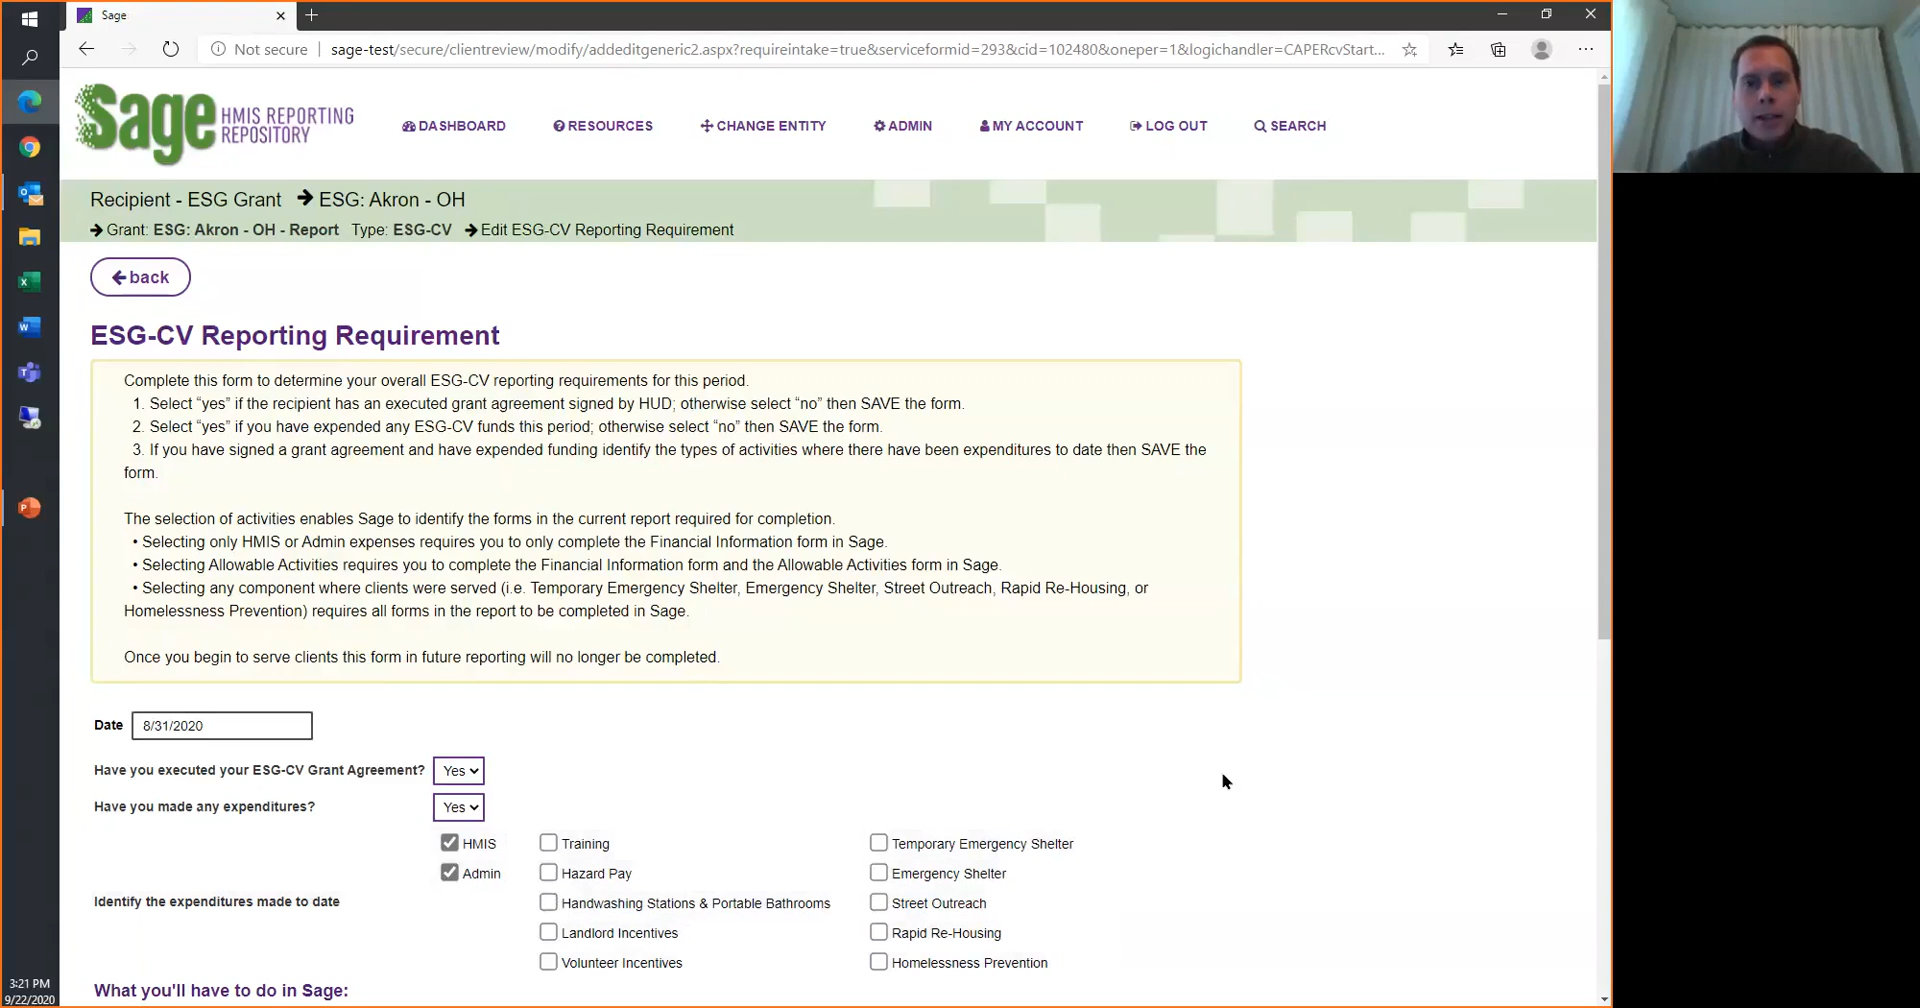 Sage
Not secure
sage-test/secure/clientreview/modify/addeditgeneric2.aspx?requireintake=true&serviceformid=293&cid=102480&oneper=1&logichandler=CAPERcvStart...
Sage HMIS REPORTING REPOSITORY
DASHBOARD RESOURCES CHANGE ENTITY ADMIN MY ACCOUNT LOG OUT SEARCH
Recipient - ESG Grant ➔ ESG: Akron - OH
➔ Grant: ESG: Akron - OH - Report Type: ESG-CV ➔ Edit ESG-CV Reporting Requirement
back
ESG-CV Reporting Requirement
Complete this form to determine your overall ESG-CV reporting requirements for this period.
1. Select “yes” if the recipient has an executed grant agreement signed by HUD; otherwise select “no” then SAVE the form.
2. Select “yes” if you have expended any ESG-CV funds this period; otherwise select “no” then SAVE the form.
3. If you have signed a grant agreement and have expended funding identify the types of activities where there have been expenditures to date then SAVE the
form.
The selection of activities enables Sage to identify the forms in the current report required for completion.
• Selecting only HMIS or Admin expenses requires you to only complete the Financial Information form in Sage.
• Selecting Allowable Activities requires you to complete the Financial Information form and the Allowable Activities form in Sage.
• Selecting any component where clients were served (i.e. Temporary Emergency Shelter, Emergency Shelter, Street Outreach, Rapid Re-Housing, or
Homelessness Prevention) requires all forms in the report to be completed in Sage.
Once you begin to serve clients this form in future reporting will no longer be completed.
Date 8/31/2020
Have you executed your ESG-CV Grant Agreement? Yes
Have you made any expenditures? Yes
HMIS Training Temporary Emergency Shelter
Admin Hazard Pay Emergency Shelter
Identify the expenditures made to date Handwashing Stations & Portable Bathrooms Street Outreach
Landlord Incentives Rapid Re-Housing
Volunteer Incentives Homelessness Prevention
What you'll have to do in Sage:
3:21 PM
9/22/2020